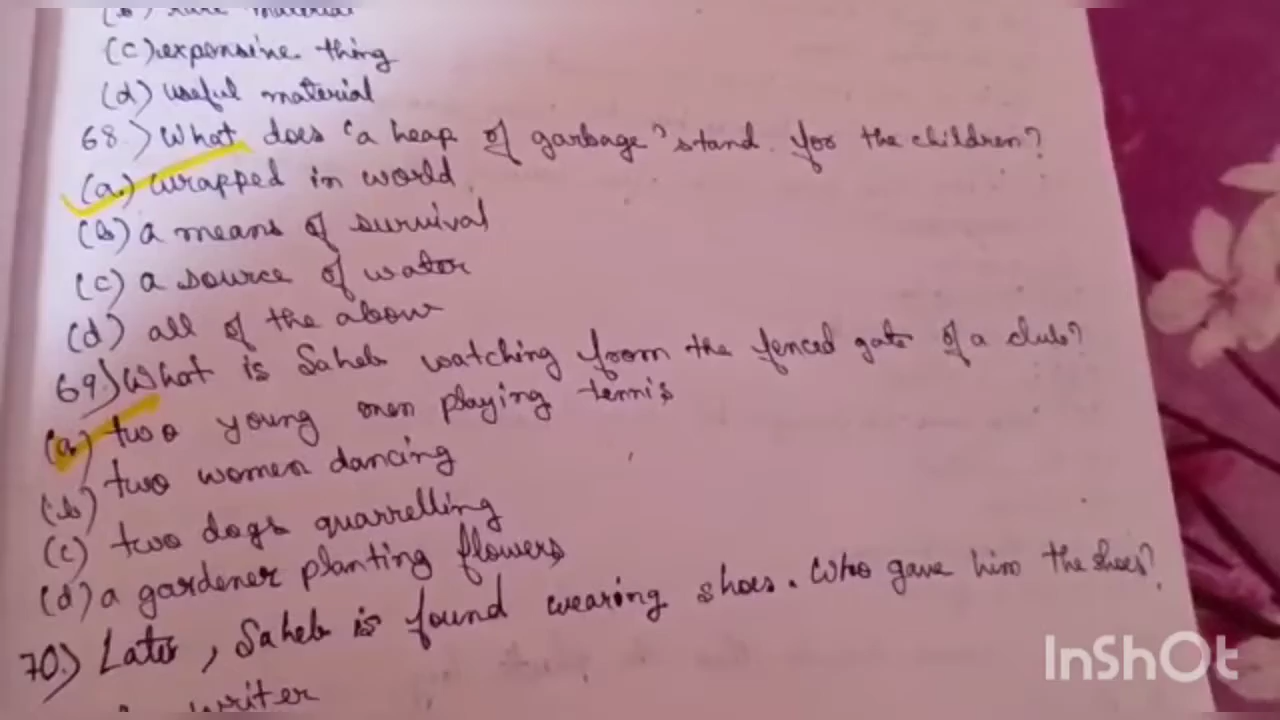 (b) rare material
(c) expensive thing
(d) useful material
68.) What does 'a heap of garbage' stand for the children?
(a.) wrapped in world
(b) a means of survival
(c) a source of water
(d) all of the above
69.) What is Saheb watching from the fenced gate of a club?
(a) two young men playing tennis
(b) two women dancing
(c) two dogs quarrelling
(d) a gardener planting flowers
70.) Later, Saheb is found wearing shoes. Who gave him the shoes?
writer
InShOt